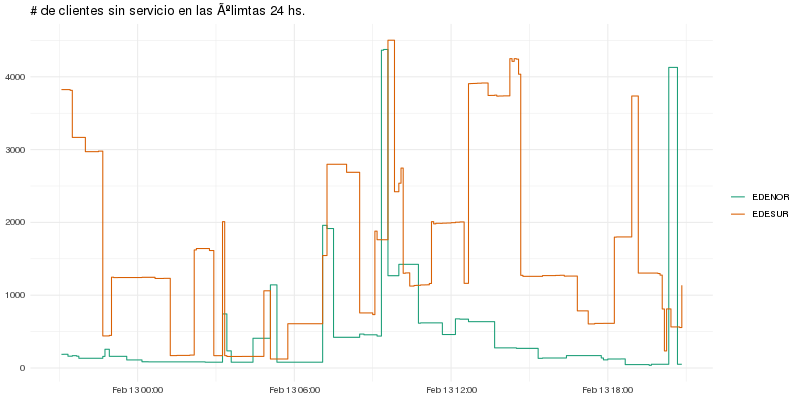 # de clientes sin servicio en las Ãºlimtas 24 hs.
4000
3000
2000
1000
0
Feb 13 00:00
Feb 13 06:00
Feb 13 12:00
Feb 13 18:00
EDENOR
EDESUR